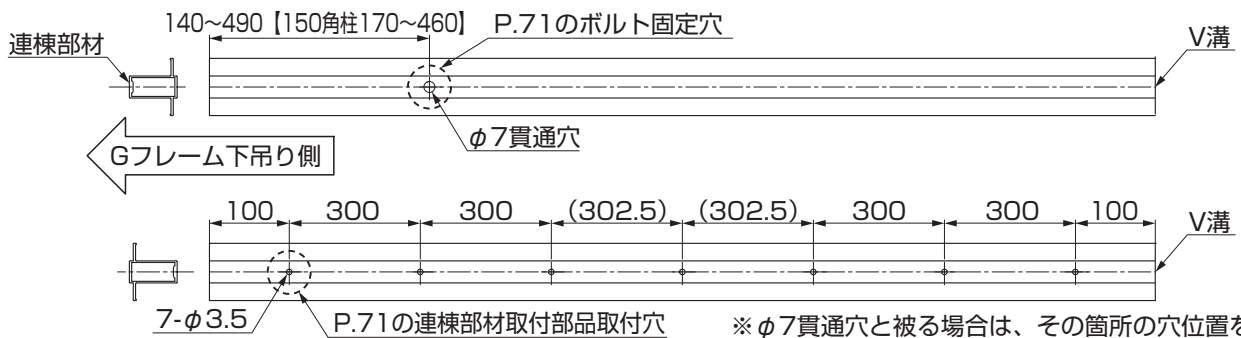 140～490【150角柱170～460】
P.71のボルト固定穴
連棟部材
V溝
φ7貫通穴
Gフレーム下吊り側
100 300 300 (302.5) (302.5) 300 300 100
V溝
7-φ3.5
P.71の連棟部材取付部品取付穴
※φ7貫通穴と被る場合は、その箇所の穴位置を